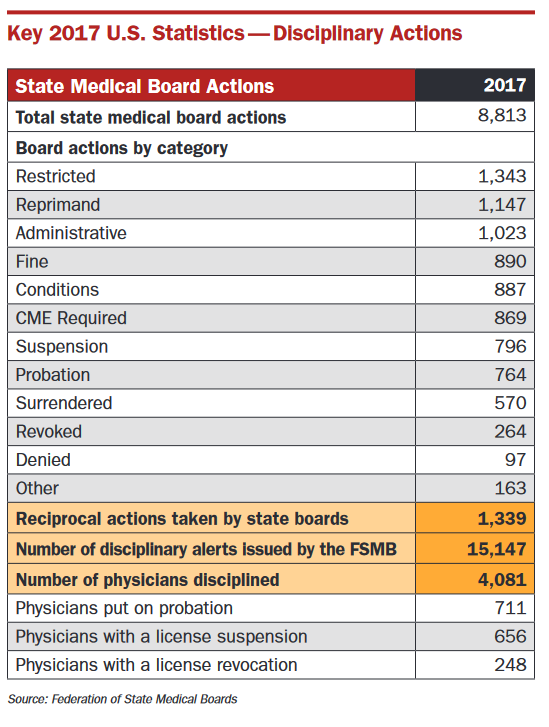 Key 2017 U.S. Statistics — Disciplinary Actions
State Medical Board Actions 2017
Total state medical board actions 8,813
Board actions by category
Restricted 1,343
Reprimand 1,147
Administrative 1,023
Fine 890
Conditions 887
CME Required 869
Suspension 796
Probation 764
Surrendered 570
Revoked 264
Denied 97
Other 163
Reciprocal actions taken by state boards 1,339
Number of disciplinary alerts issued by the FSMB 15,147
Number of physicians disciplined 4,081
Physicians put on probation 711
Physicians with a license suspension 656
Physicians with a license revocation 248
Source: Federation of State Medical Boards